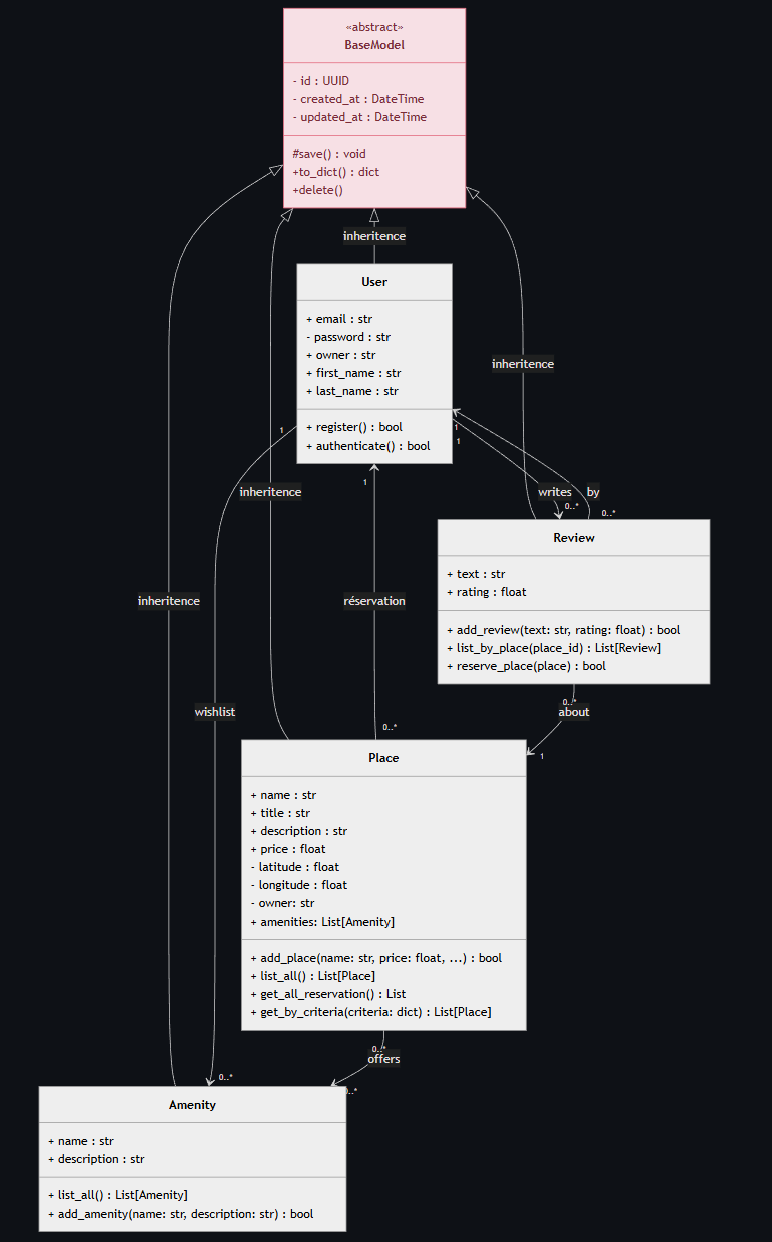 «abstract»
BaseModel
- id : UUID
- created_at : DateTime
- updated_at : DateTime
#save() : void
+to_dict() : dict
+delete()
inheritence
User
+ email : str
- password : str
+ owner : str
+ first_name : str
+ last_name : str
+ register() : bool
+ authenticate() : bool
inheritence
1
1
1
inheritence
1
writes
by
0..*
0..*
Review
+ text : str
+ rating : float
+ add_review(text: str, rating: float) : bool
+ list_by_place(place_id) : List[Review]
+ reserve_place(place) : bool
inheritence
réservation
wishlist
0..*
about
0..*
1
Place
+ name : str
+ title : str
+ description : str
+ price : float
- latitude : float
- longitude : float
- owner: str
+ amenities: List[Amenity]
+ add_place(name: str, price: float, ...) : bool
+ list_all() : List[Place]
+ get_all_reservation() : List
+ get_by_criteria(criteria: dict) : List[Place]
0..*
offers
0..*
0..*
Amenity
+ name : str
+ description : str
+ list_all() : List[Amenity]
+ add_amenity(name: str, description: str) : bool